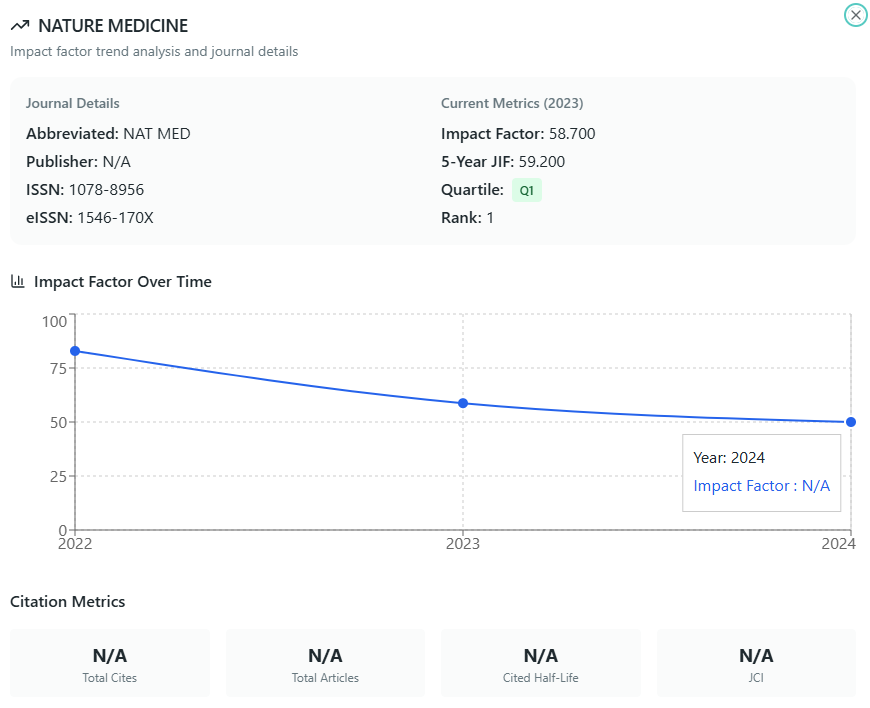 NATURE MEDICINE
Impact factor trend analysis and journal details
Journal Details
Abbreviated: NAT MED
Publisher: N/A
ISSN: 1078-8956
eISSN: 1546-170X
Current Metrics (2023)
Impact Factor: 58.700
5-Year JIF: 59.200
Quartile: Q1
Rank: 1
Impact Factor Over Time
100
75
50
25
0
2022
2023
2024
Year: 2024
Impact Factor : N/A
Citation Metrics
N/A
Total Cites
N/A
Total Articles
N/A
Cited Half-Life
N/A
JCI